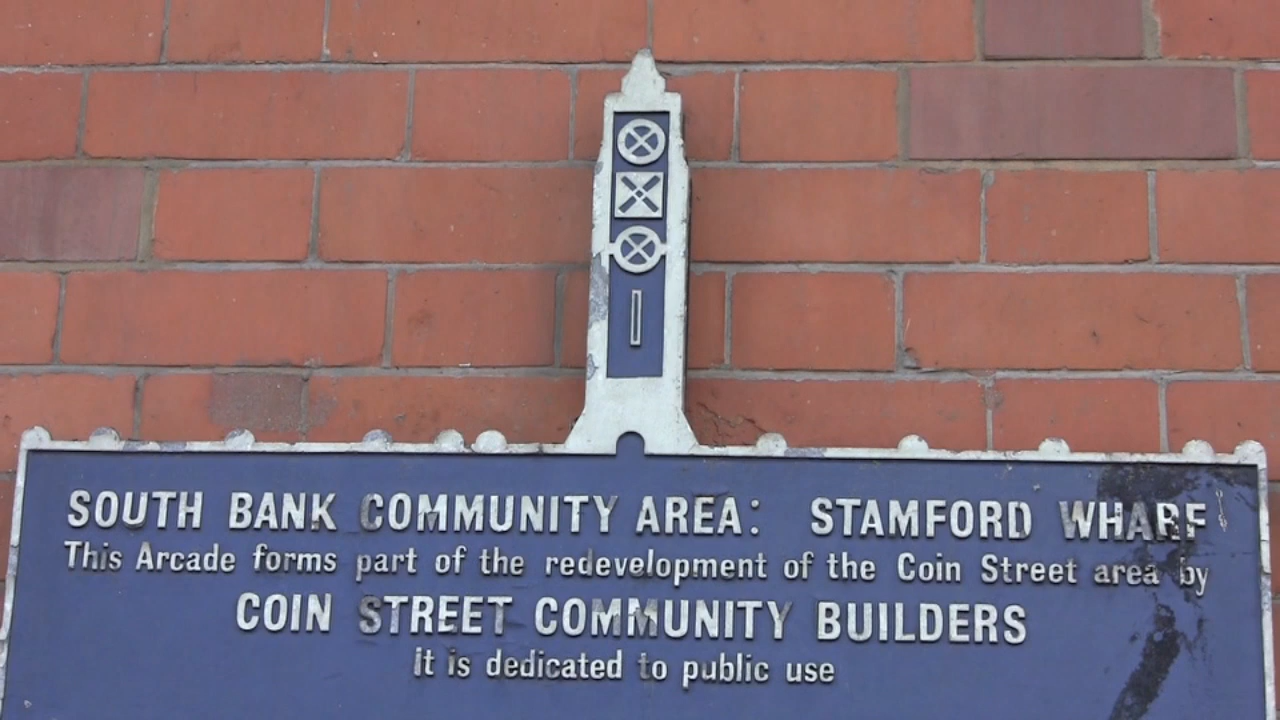 SOUTH BANK COMMUNITY AREA: STAMFORD WHARF
This Arcade forms part of the redevelopment of the Coin Street area by
COIN STREET COMMUNITY BUILDERS
it is dedicated to public use